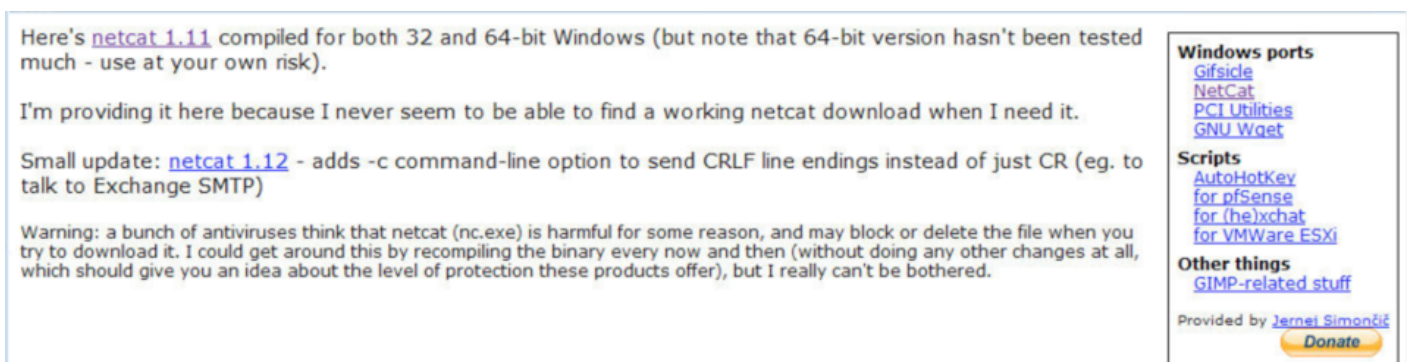 Here's netcat 1.11 compiled for both 32 and 64-bit Windows (but note that 64-bit version hasn't been tested
much - use at your own risk).
I'm providing it here because I never seem to be able to find a working netcat download when I need it.
Small update: netcat 1.12 - adds -c command-line option to send CRLF line endings instead of just CR (eg. to
talk to Exchange SMTP)
Warning: a bunch of antiviruses think that netcat (nc.exe) is harmful for some reason, and may block or delete the file when you
try to download it. I could get around this by recompiling the binary every now and then (without doing any other changes at all,
which should give you an idea about the level of protection these products offer), but I really can't be bothered.
Windows ports
Gifsicle
NetCat
PCI Utilities
GNU Wget
Scripts
AutoHotKey
for pfSense
for (he)xchat
for VMWare ESXi
Other things
GIMP-related stuff
Provided by Jernej Simončič
Donate